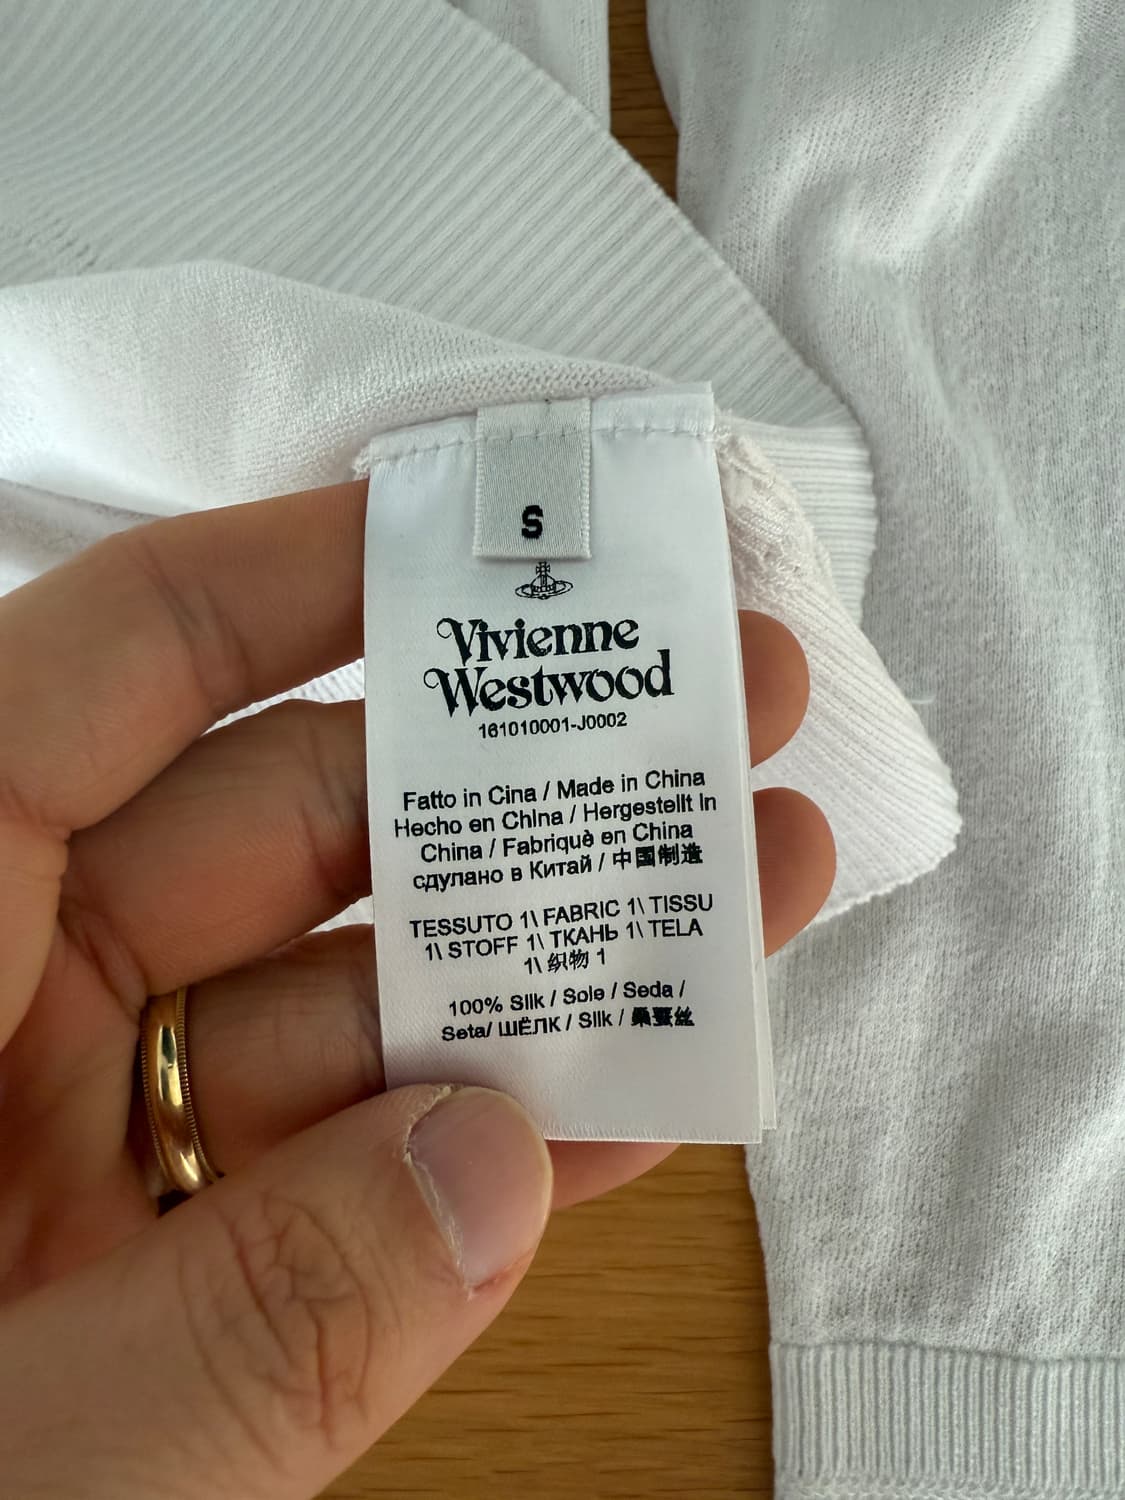 S
Vivienne
Westwood
161010001-J0002
Fatto in Cina / Made in China
Hecho en China / Hergestellt in
China / Fabriquè en China
сдулано в Китай / 中国制造
TESSUTO 1\ FABRIC 1\ TISSU
1\ STOFF 1\ ТКАНЬ 1\ TELA
1\ 织物 1
100% Silk / Soie / Seda /
Seta/ ШЁЛК / Silk / 桑蚕丝